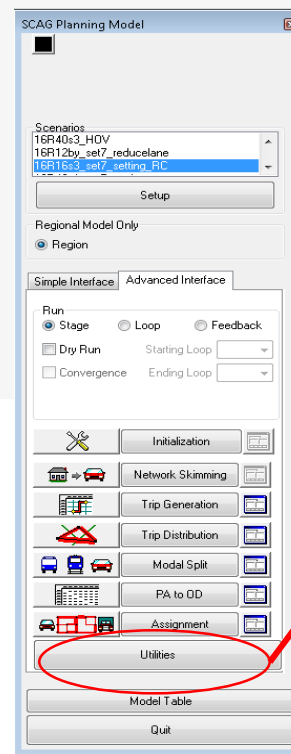 SCAG Planning Model
Scenarios
16R40s3_HOV
16R12by_set7_reducelane
16R16s3_set7_setting_RC
Setup
Regional Model Only
Region
Simple Interface Advanced Interface
Run
Stage Loop Feedback
Dry Run Starting Loop
Convergence Ending Loop
Initialization
Network Skimming
Trip Generation
Trip Distribution
Modal Split
PA to OD
Assignment
Utilities
Model Table
Quit